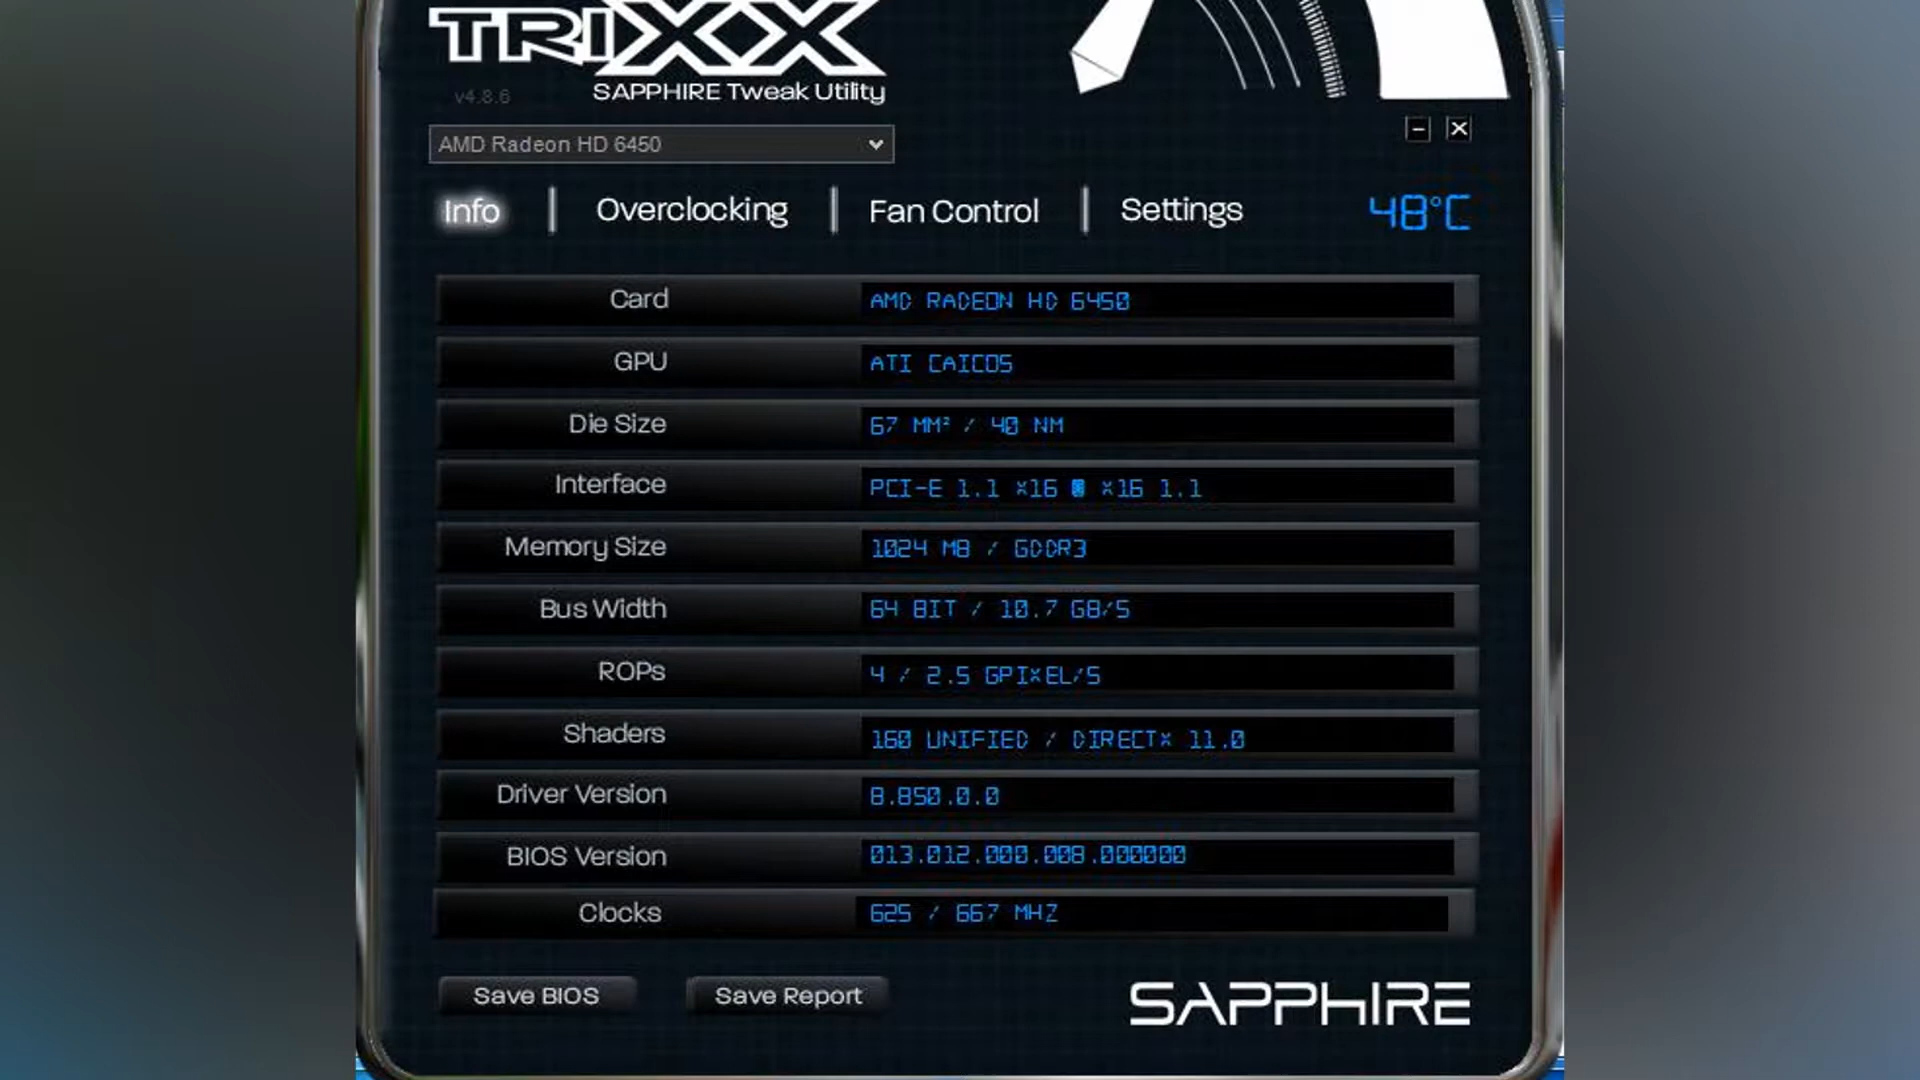 TRIXX
SAPPHIRE Tweak Utility
v4.8.6
AMD Radeon HD 6450
Info
Overclocking
Fan Control
Settings
48°C
Card AMD RADEON HD 6450
GPU ATI CAICOS
Die Size 67 MM² / 40 NM
Interface PCI-E 1.1 X16 @ X16 1.1
Memory Size 1024 MB / GDDR3
Bus Width 64 BIT / 10.7 GB/S
ROPs 4 / 2.5 GPIXEL/S
Shaders 160 UNIFIED / DIRECTX 11.0
Driver Version 8.850.0.0
BIOS Version 013.012.000.008.000000
Clocks 625 / 667 MHZ
Save BIOS
Save Report
SAPPHIRE